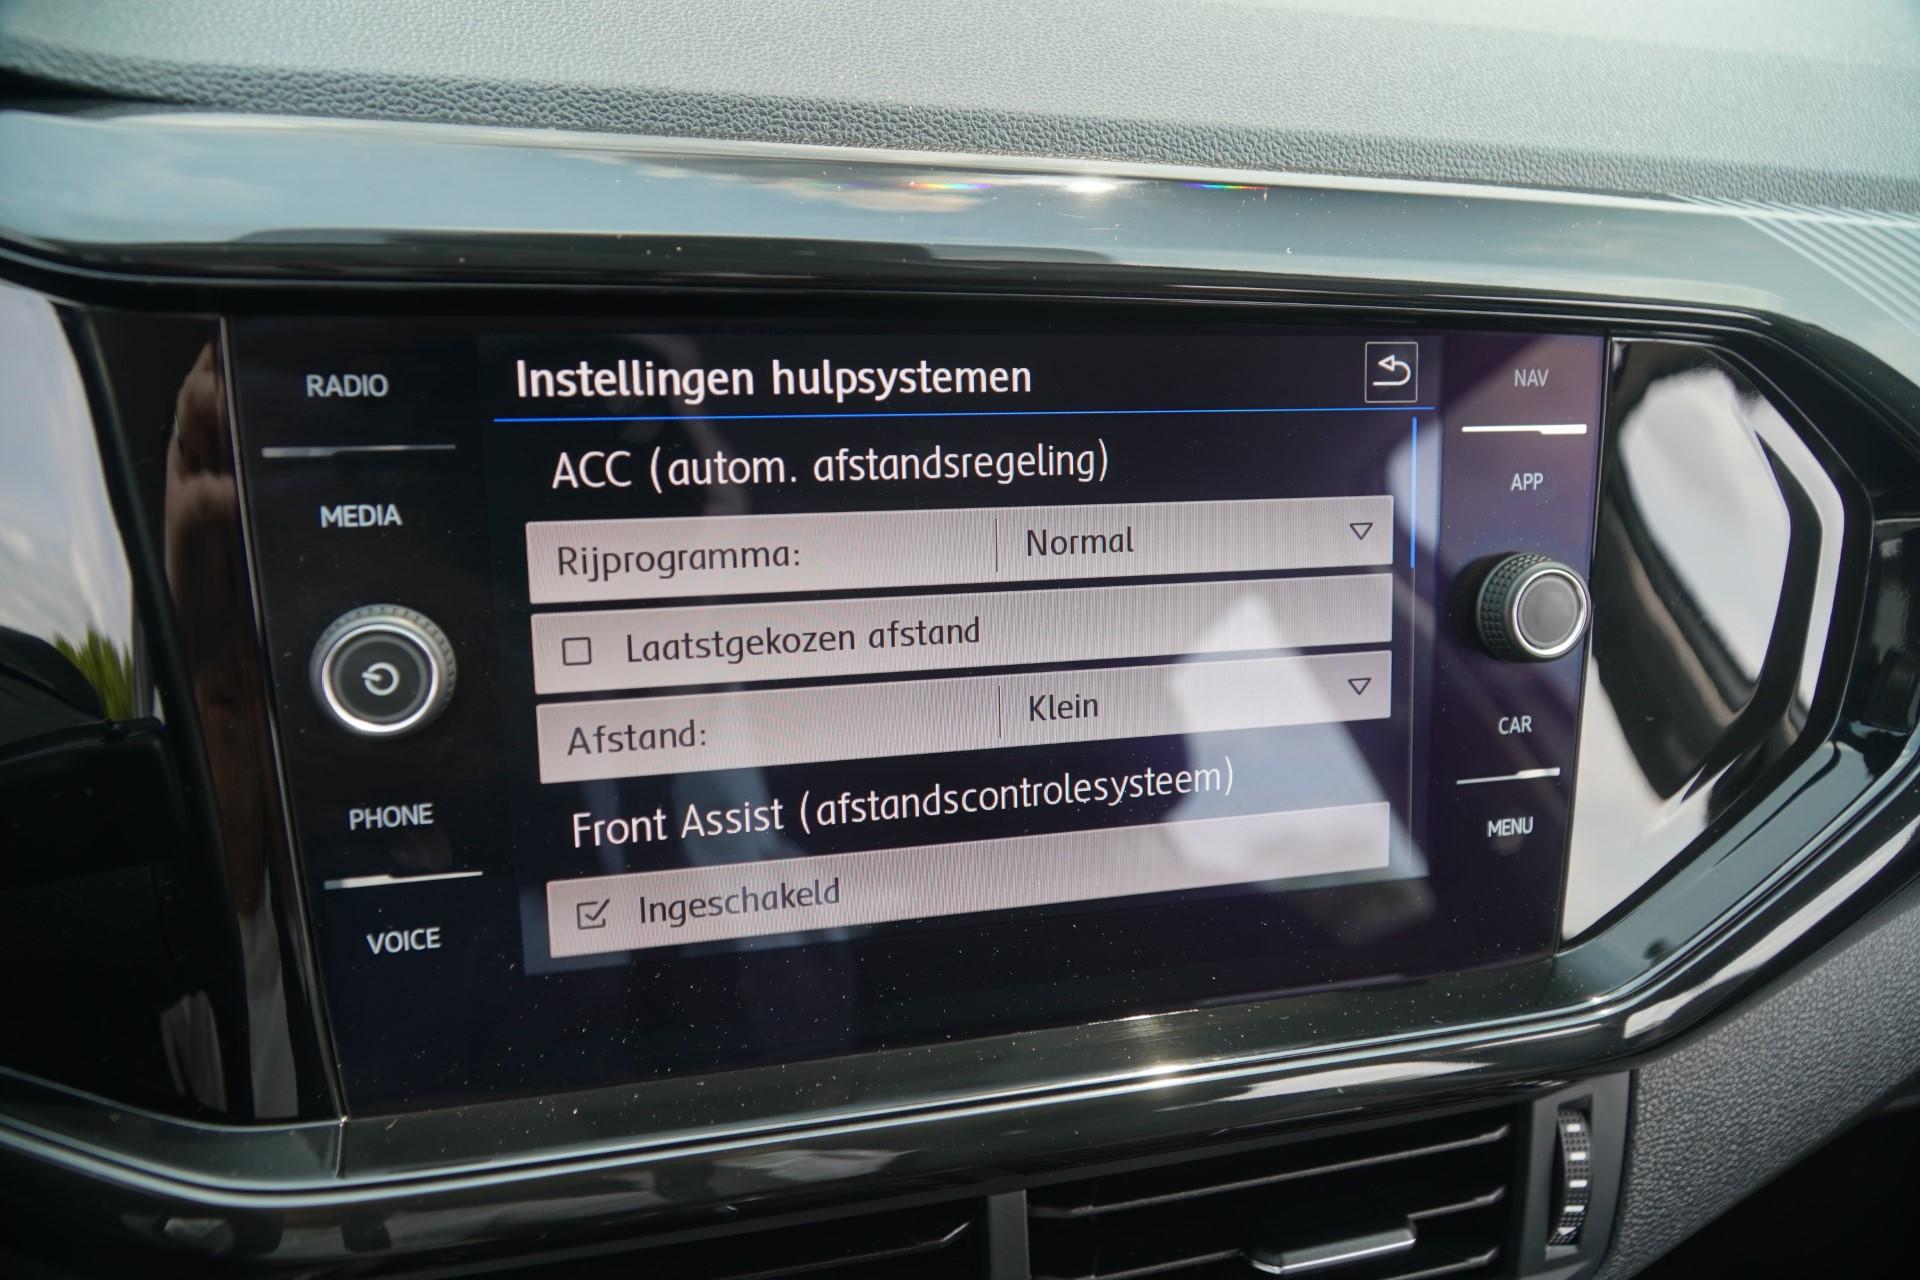 RADIO
MEDIA
PHONE
VOICE
Instellingen hulpsystemen
ACC (autom. afstandsregeling)
Rijprogramma: Normal
Laatstgekozen afstand
Afstand: Klein
Front Assist (afstandscontrolesysteem)
Ingeschakeld
NAV
APP
CAR
MENU